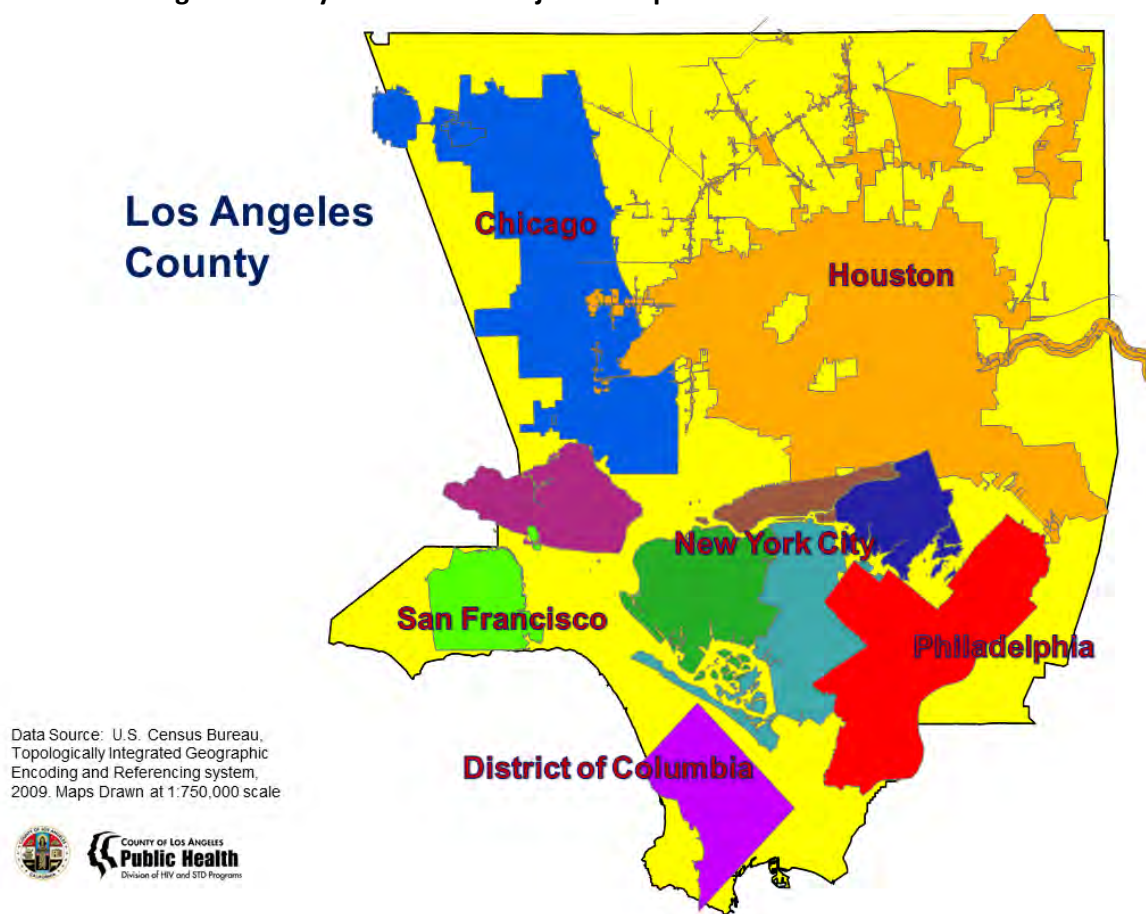 Los Angeles
County
Chicago
Houston
New York City
San Francisco
Philadelphia
District of Columbia
Data Source: U.S. Census Bureau,
Topologically Integrated Geographic
Encoding and Referencing system,
2009. Maps Drawn at 1:750,000 scale
COUNTY OF LOS ANGELES
Public Health
Division of HIV and STD Programs